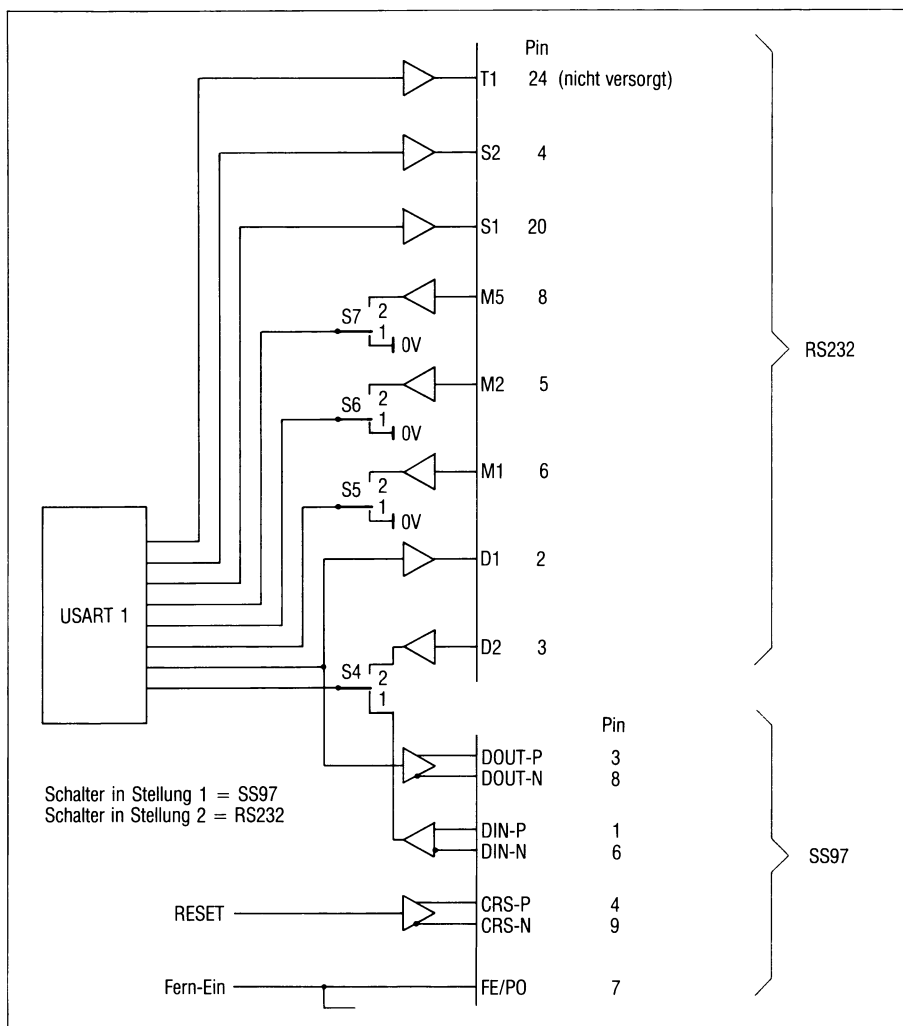 Pin
T1 24 (nicht versorgt)
S2 4
S1 20
M5 8
S7 2
1
0V
M2 5
S6 2
1
0V
M1 6
S5 2
1
0V
D1 2
USART 1
D2 3
S4 2
1
Pin
DOUT-P 3
DOUT-N 8
Schalter in Stellung 1 = SS97
Schalter in Stellung 2 = RS232
DIN-P 1
DIN-N 6
RESET
CRS-P 4
CRS-N 9
Fern-Ein
FE/PO 7
RS232
SS97